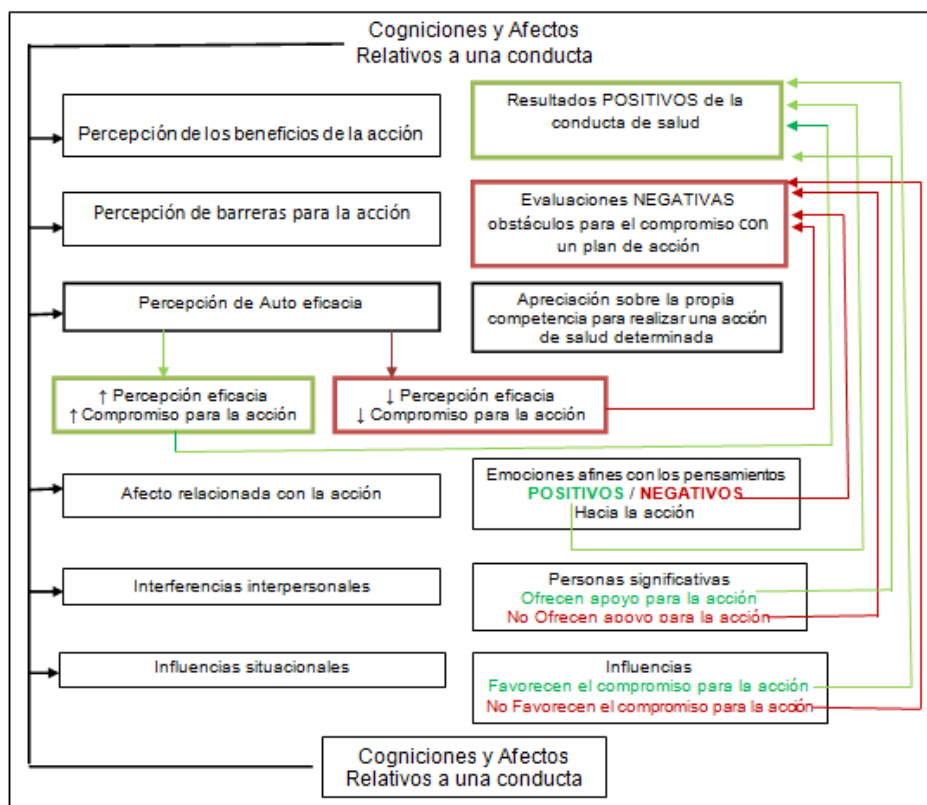 Cogniciones y Afectos
Relativos a una conducta
Percepción de los beneficios de la acción
Resultados POSITIVOS de la
conducta de salud
Percepción de barreras para la acción
Evaluaciones NEGATIVAS
obstáculos para el compromiso con
un plan de acción
Percepción de Auto eficacia
Apreciación sobre la propia
competencia para realizar una acción
de salud determinada
↑ Percepción eficacia
↑ Compromiso para la acción
↓ Percepción eficacia
↓ Compromiso para la acción
Afecto relacionada con la acción
Emociones afines con los pensamientos
POSITIVOS / NEGATIVOS
Hacia la acción
Interferencias interpersonales
Personas significativas
Ofrecen apoyo para la acción
No Ofrecen apoyo para la acción
Influencias situacionales
Influencias
Favorecen el compromiso para la acción
No Favorecen el compromiso para la acción
Cogniciones y Afectos
Relativos a una conducta